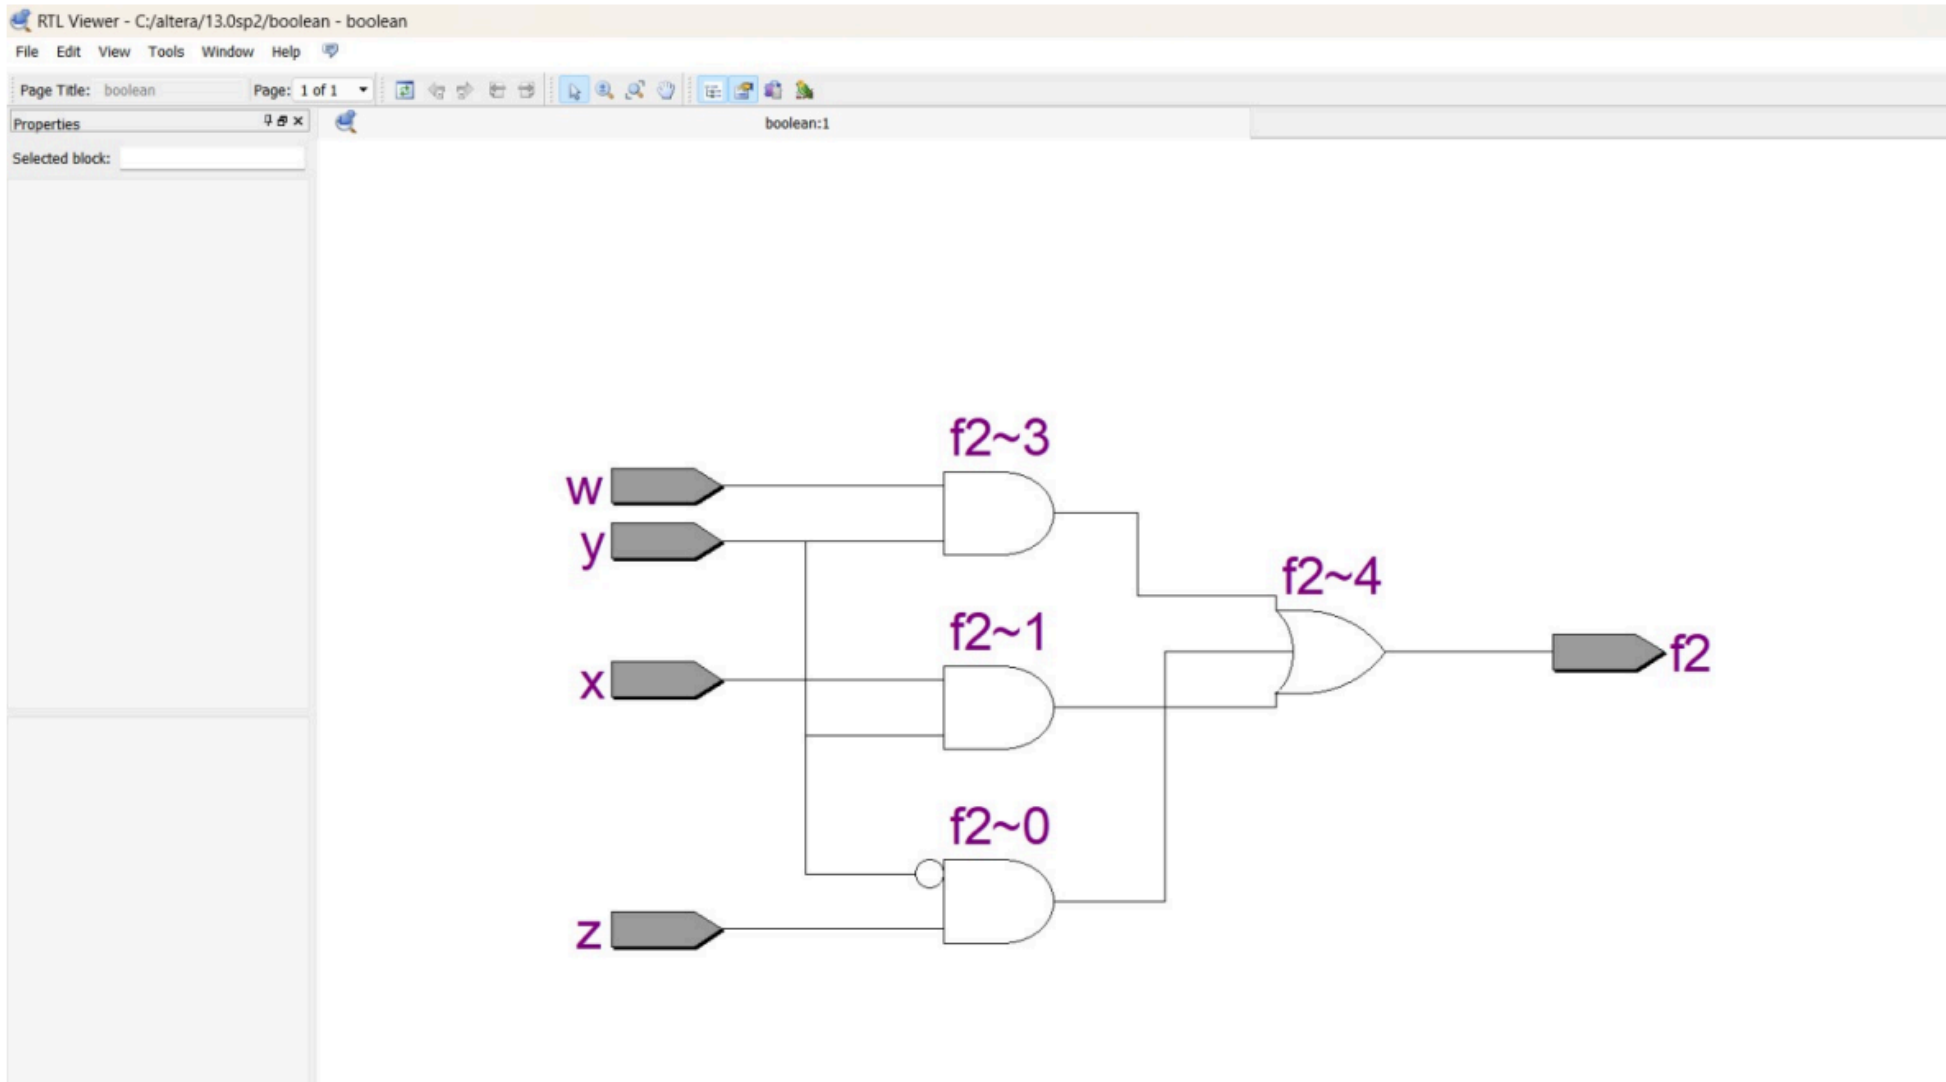 RTL Viewer - C:/altera/13.0sp2/boolean - boolean
File Edit View Tools Window Help
Page Title: boolean Page: 1 of 1
Properties
boolean:1
Selected block:
f2~3
w
y
f2~4
f2~1
f2
x
f2~0
z